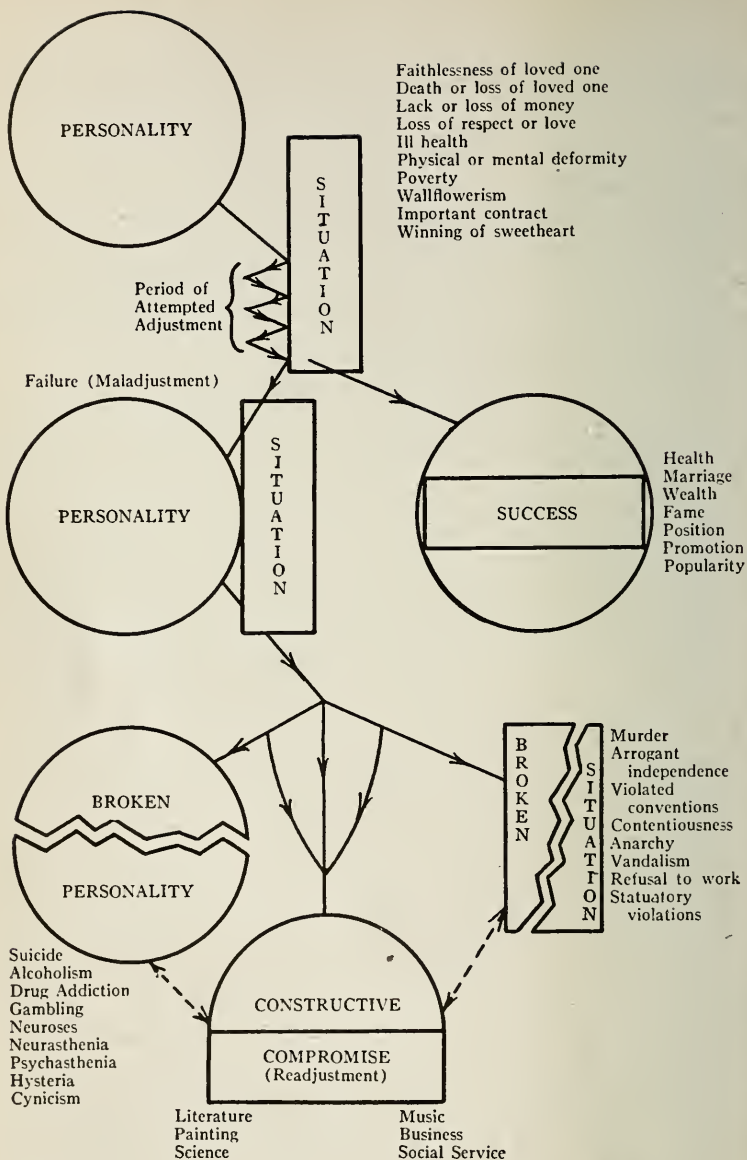 PERSONALITY
Faithlessness of loved one
Death or loss of loved one
Lack or loss of money
Loss of respect or love
Ill health
Physical or mental deformity
Poverty
Wallflowerism
Important contract
Winning of sweetheart
SITUATION
Period of
Attempted
Adjustment
Failure (Maladjustment)
PERSONALITY
SITUATION
SUCCESS
Health
Marriage
Wealth
Fame
Position
Promotion
Popularity
BROKEN
PERSONALITY
BROKEN
SITUATION
Murder
Arrogant
independence
Violated
conventions
Contentiousness
Anarchy
Vandalism
Refusal to work
Statuatory
violations
Suicide
Alcoholism
Drug Addiction
Gambling
Neuroses
Neurasthenia
Psychasthenia
Hysteria
Cynicism
CONSTRUCTIVE
COMPROMISE
(Readjustment)
Literature
Painting
Science
Music
Business
Social Service